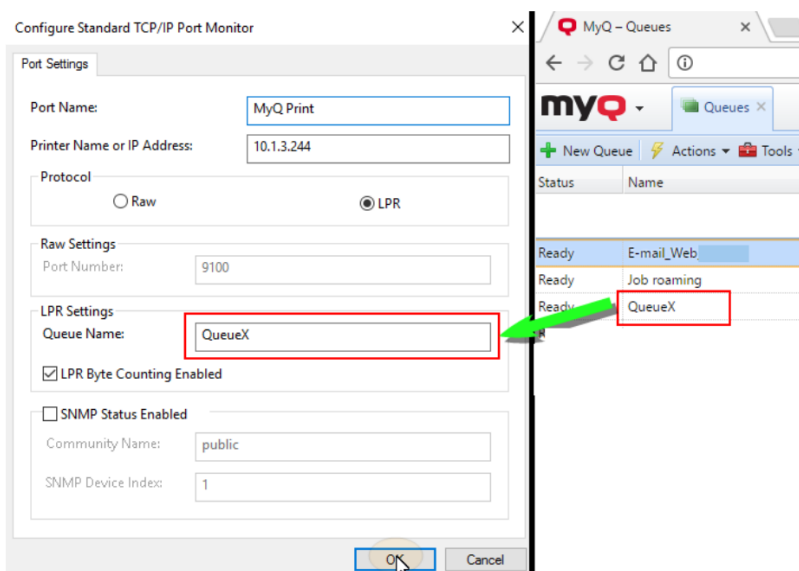 Configure Standard TCP/IP Port Monitor
Port Settings
Port Name: MyQ Print
Printer Name or IP Address: 10.1.3.244
Protocol
Raw LPR
Raw Settings
Port Number: 9100
LPR Settings
Queue Name: QueueX
LPR Byte Counting Enabled
SNMP Status Enabled
Community Name: public
SNMP Device Index: 1
OK Cancel
MyQ – Queues
myQ Queues
New Queue Actions Tools
Status Name
Ready E-mail_Web
Ready Job roaming
Ready QueueX